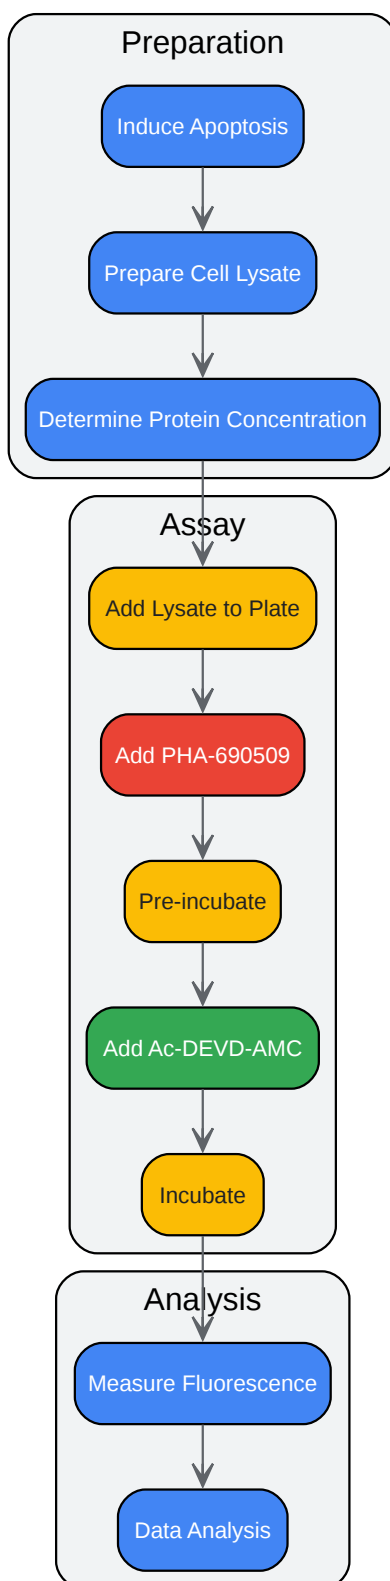 Preparation
Induce Apoptosis
Prepare Cell Lysate
Determine Protein Concentration
Assay
Add Lysate to Plate
Add PHA-690509
Pre-incubate
Add Ac-DEVD-AMC
Incubate
Analysis
Measure Fluorescence
Data Analysis